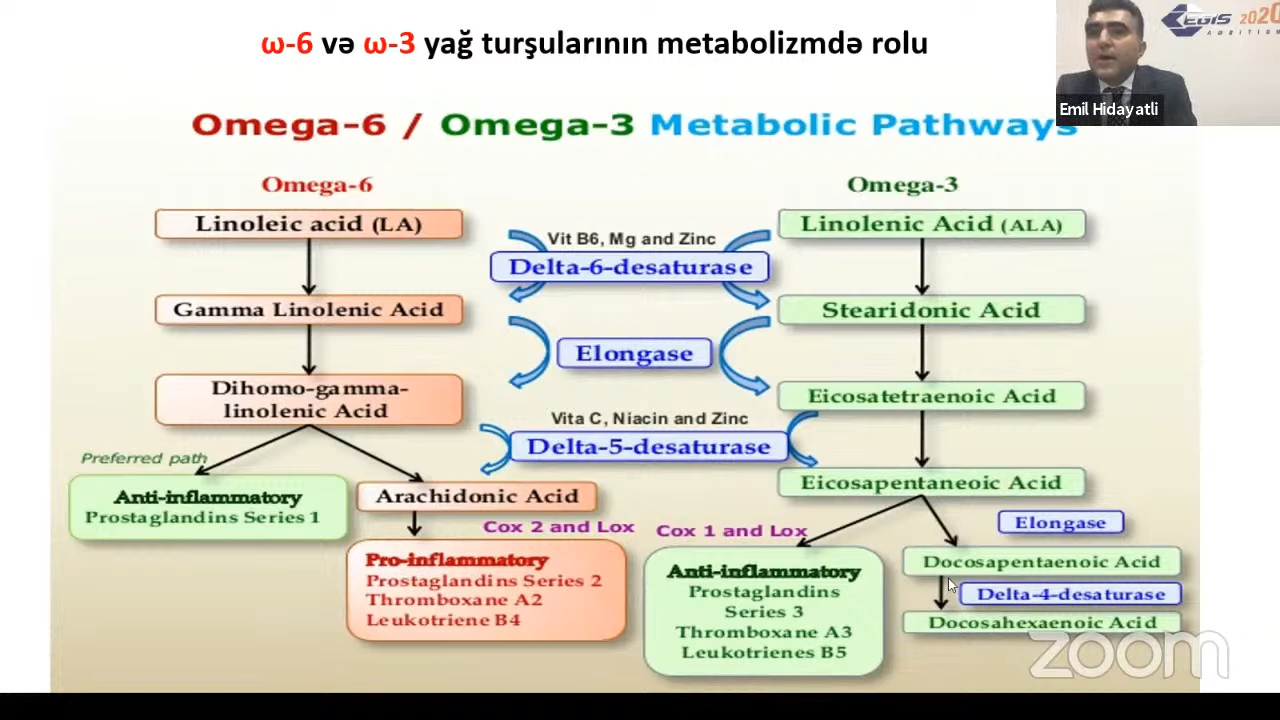 ω-6 və ω-3 yağ turşularının metabolizmdə rolu
EGIS 2020
AMBITION
Emil Hidayatli
Omega-6 / Omega-3 Metabolic Pathways
Omega-6
Omega-3
Linoleic acid (LA)
Linolenic Acid (ALA)
Vit B6, Mg and Zinc
Delta-6-desaturase
Gamma Linolenic Acid
Stearidonic Acid
Elongase
Dihomo-gamma-
linolenic Acid
Eicosatetraenoic Acid
Vita C, Niacin and Zinc
Delta-5-desaturase
Preferred path
Anti-inflammatory
Prostaglandins Series 1
Arachidonic Acid
Eicosapentaneoic Acid
Cox 2 and Lox
Cox 1 and Lox
Elongase
Pro-inflammatory
Prostaglandins Series 2
Thromboxane A2
Leukotriene B4
Anti-inflammatory
Prostaglandins
Series 3
Thromboxane A3
Leukotrienes B5
Docosapentaenoic Acid
Delta-4-desaturase
Docosahexaenoic Acid
zoom